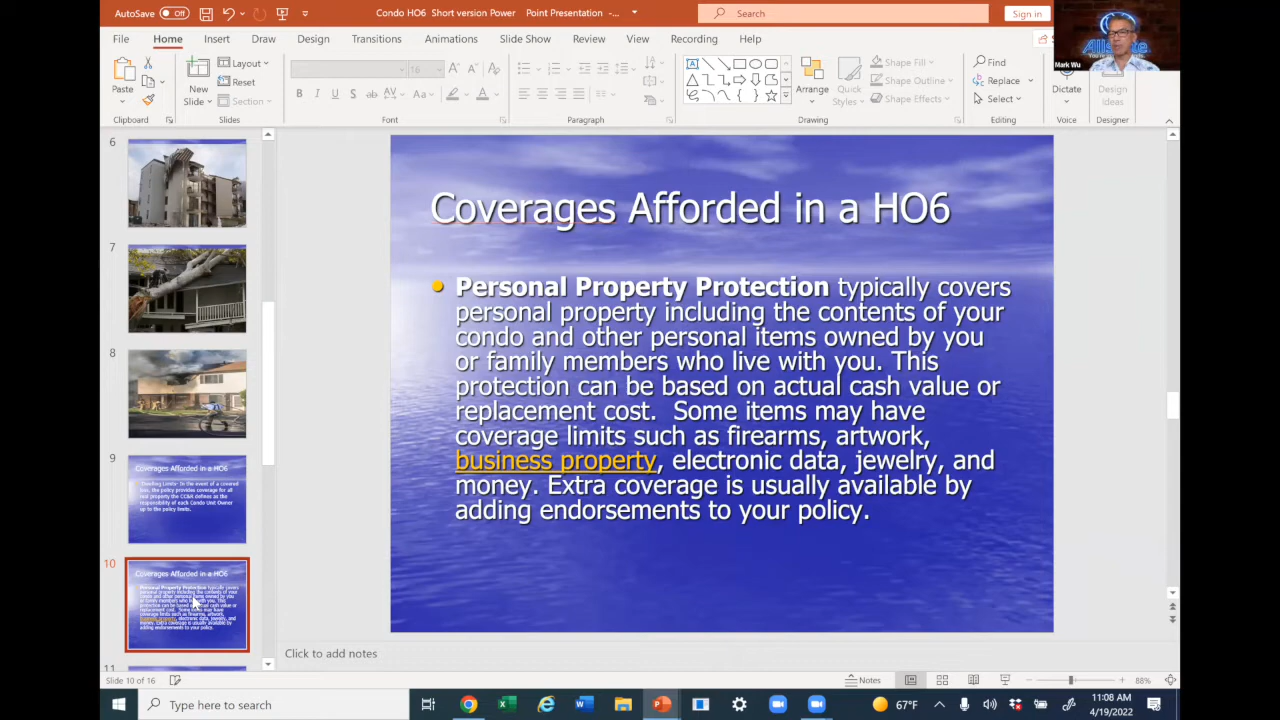 AutoSave Off
Condo HO6 Short version Power Point Presentation -...
Search
Sign in
File Home Insert Draw Design Transitions Animations Slide Show Review View Recording Help
Mark Wu
Paste
Clipboard
New
Slide
Layout
Reset
Section
Slides
16
B I U S ab AV Aa A
Font
Paragraph
Arrange
Quick
Styles
Shape Fill
Shape Outline
Shape Effects
Drawing
Find
Replace
Select
Editing
Dictate
Voice
Design
Ideas
Designer
6
7
8
9
Coverages Afforded in a HO6
10
Coverages Afforded in a HO6
11
Coverages Afforded in a HO6
Personal Property Protection typically covers
personal property including the contents of your
condo and other personal items owned by you
or family members who live with you. This
protection can be based on actual cash value or
replacement cost. Some items may have
coverage limits such as firearms, artwork,
business property, electronic data, jewelry, and
money. Extra coverage is usually available by
adding endorsements to your policy.
Click to add notes
Slide 10 of 16
Notes
88%
Type here to search
67°F
11:08 AM
4/19/2022